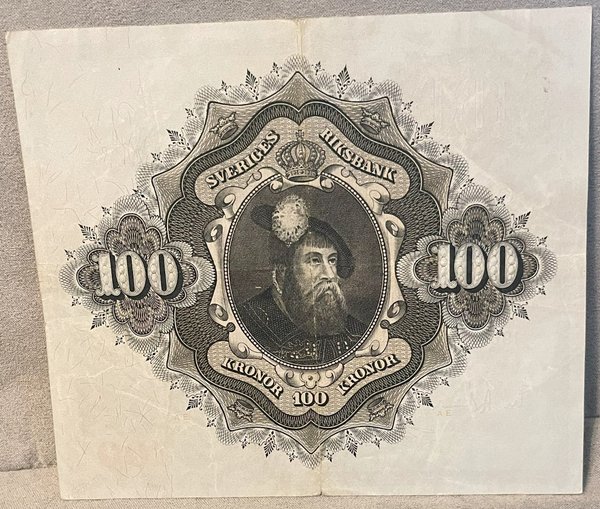 SVERIGES RIKSBANK
100 100
KRONOR 100 KRONOR
A.E.